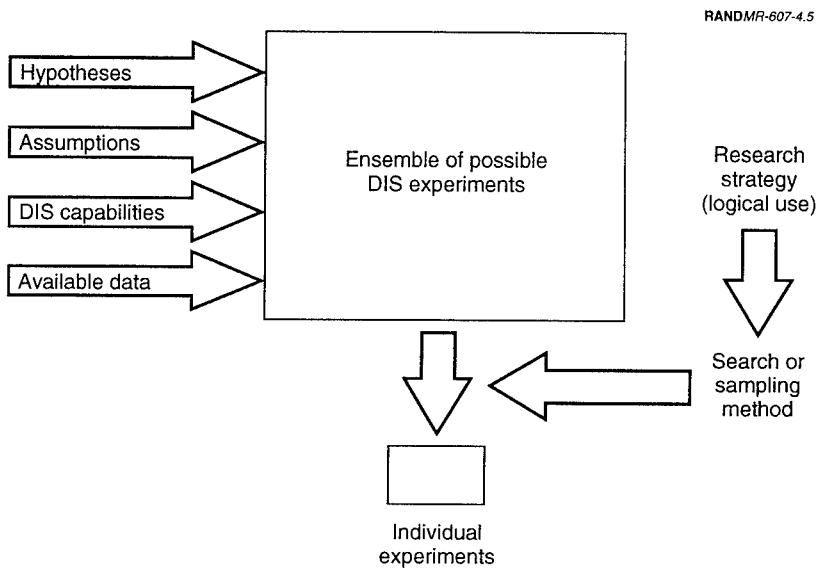 RANDMR-607-4.5
Hypotheses
Assumptions
DIS capabilities
Available data
Ensemble of possible
DIS experiments
Research
strategy
(logical use)
Search or
sampling
method
Individual
experiments